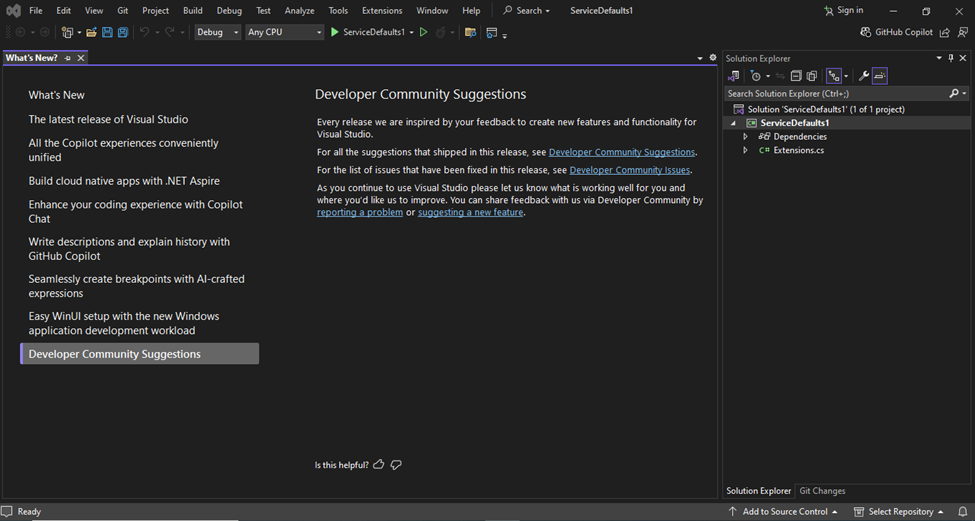 File Edit View Git Project Build Debug Test Analyze Tools Extensions Window Help Search ServiceDefaults1 Sign in
Debug Any CPU ServiceDefaults1 GitHub Copilot
What's New?
What's New
The latest release of Visual Studio
All the Copilot experiences conveniently
unified
Build cloud native apps with .NET Aspire
Enhance your coding experience with Copilot
Chat
Write descriptions and explain history with
GitHub Copilot
Seamlessly create breakpoints with AI-crafted
expressions
Easy WinUI setup with the new Windows
application development workload
Developer Community Suggestions
Developer Community Suggestions
Every release we are inspired by your feedback to create new features and functionality for
Visual Studio.
For all the suggestions that shipped in this release, see Developer Community Suggestions.
For the list of issues that have been fixed in this release, see Developer Community Issues.
As you continue to use Visual Studio please let us know what is working well for you and
where you'd like us to improve. You can share feedback with us via Developer Community by
reporting a problem or suggesting a new feature.
Is this helpful?
Solution Explorer
Search Solution Explorer (Ctrl+;)
Solution 'ServiceDefaults1' (1 of 1 project)
ServiceDefaults1
Dependencies
C# Extensions.cs
Solution Explorer Git Changes
Ready Add to Source Control Select Repository